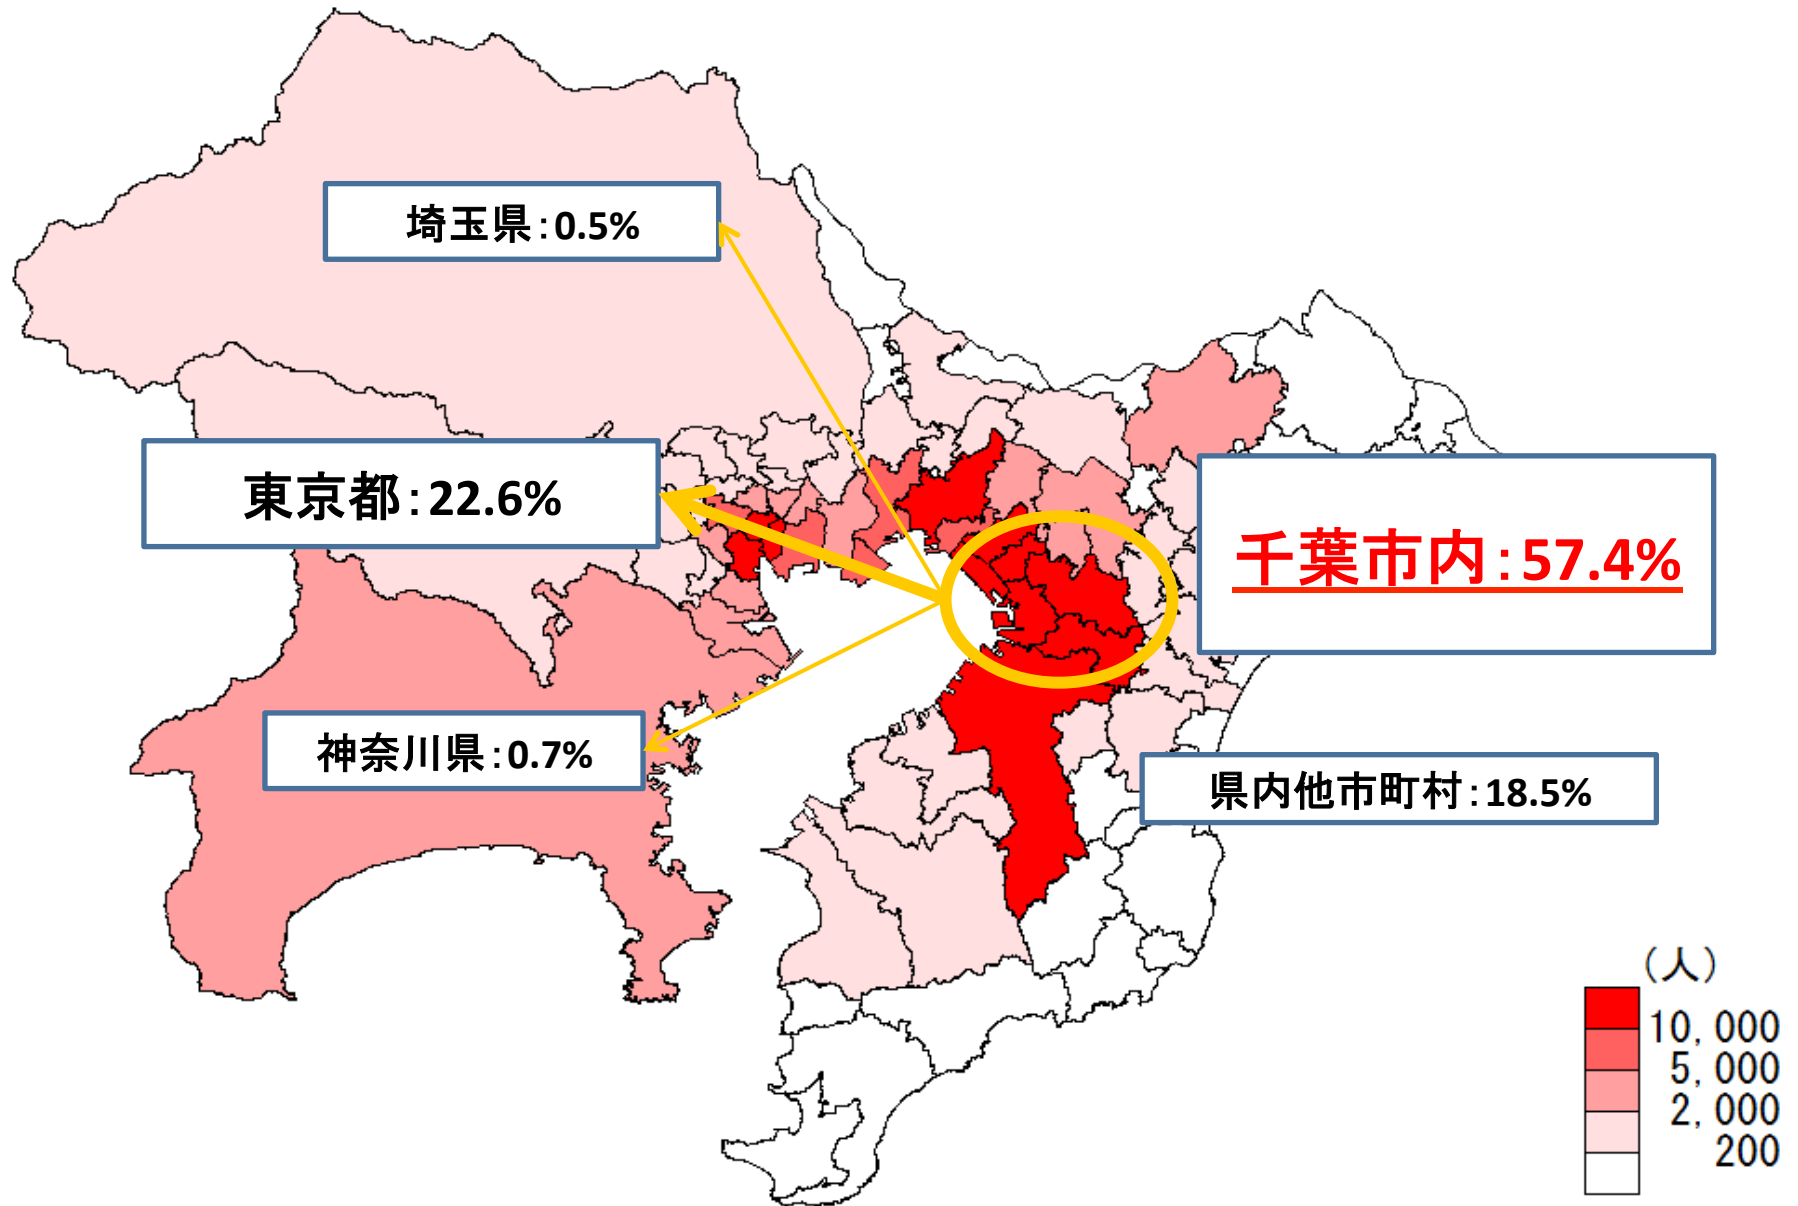 埼玉県：0.5%
東京都：22.6%
千葉市内：57.4%
神奈川県：0.7%
県内他市町村：18.5%
（人）
10,000
5,000
2,000
200